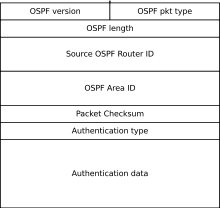 OSPF version
OSPF pkt type
OSPF length
Source OSPF Router ID
OSPF Area ID
Packet Checksum
Authentication type
Authentication data